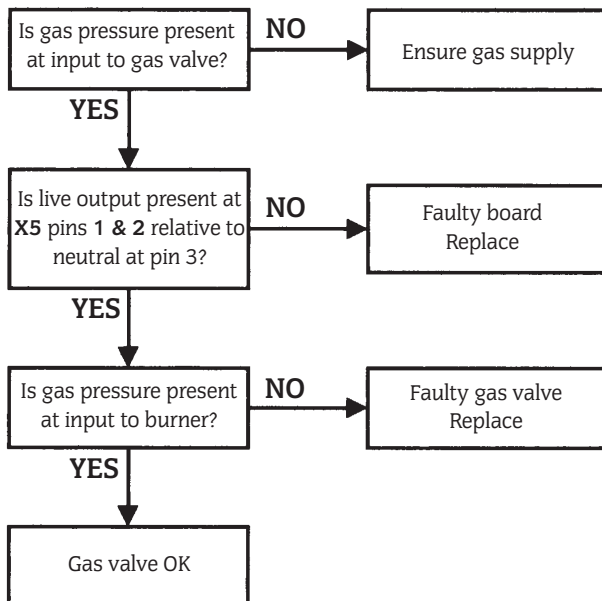 Is gas pressure present
at input to gas valve?
NO
Ensure gas supply
YES
Is live output present at
X5 pins 1 & 2 relative to
neutral at pin 3?
NO
Faulty board
Replace
YES
Is gas pressure present
at input to burner?
NO
Faulty gas valve
Replace
YES
Gas valve OK